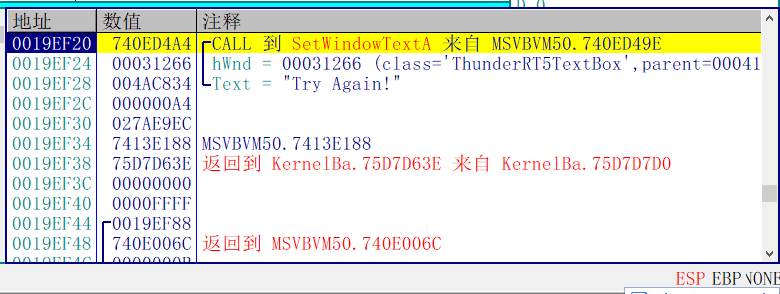 地址 数值 注释
0019EF20 740ED4A4 CALL 到 SetWindowTextA 来自 MSVBVM50.740ED49E
0019EF24 00031266 hWnd = 00031266 (class='ThunderRT5TextBox',parent=00041
0019EF28 004AC834 Text = "Try Again!"
0019EF2C 000000A4
0019EF30 027AE9EC
0019EF34 7413E188 MSVBVM50.7413E188
0019EF38 75D7D63E 返回到 KernelBa.75D7D63E 来自 KernelBa.75D7D7D0
0019EF3C 00000000
0019EF40 0000FFFF
0019EF44 0019EF88
0019EF48 740E006C 返回到 MSVBVM50.740E006C
ESP EBP NONE